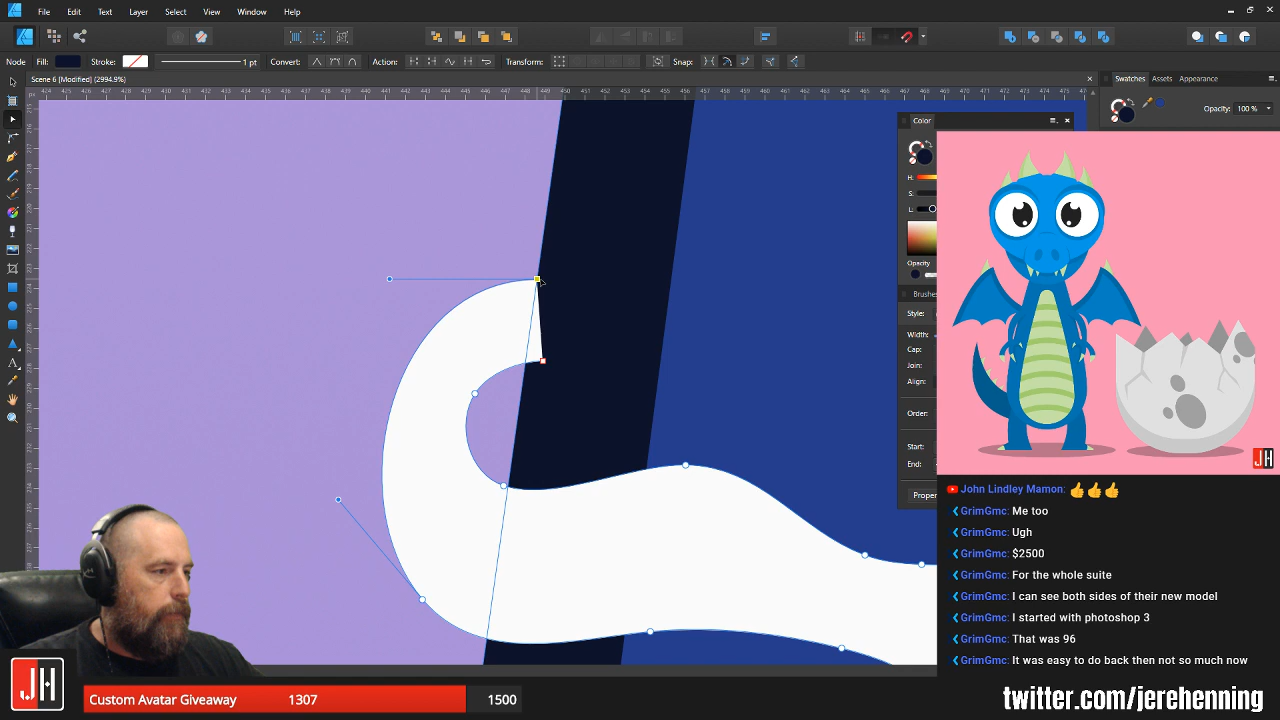 File Edit Text Layer Select View Window Help
Node Fill: Stroke: 1 pt Convert: Action: Transform: Snap:
Scene 6 [Modified] (2994.9%)
Swatches Assets Appearance
Opacity: 100 %
Color
H:
S:
L:
Opacity
Brushes
Style:
Width:
Cap:
Join:
Align:
Order:
Start:
End:
Proper
JH
John Lindley Mamon: 👍👍👍
GrimGmc: Me too
GrimGmc: Ugh
GrimGmc: $2500
GrimGmc: For the whole suite
GrimGmc: I can see both sides of their new model
GrimGmc: I started with photoshop 3
GrimGmc: That was 96
GrimGmc: It was easy to do back then not so much now
JH
Custom Avatar Giveaway 1307 1500
twitter.com/jerehenning